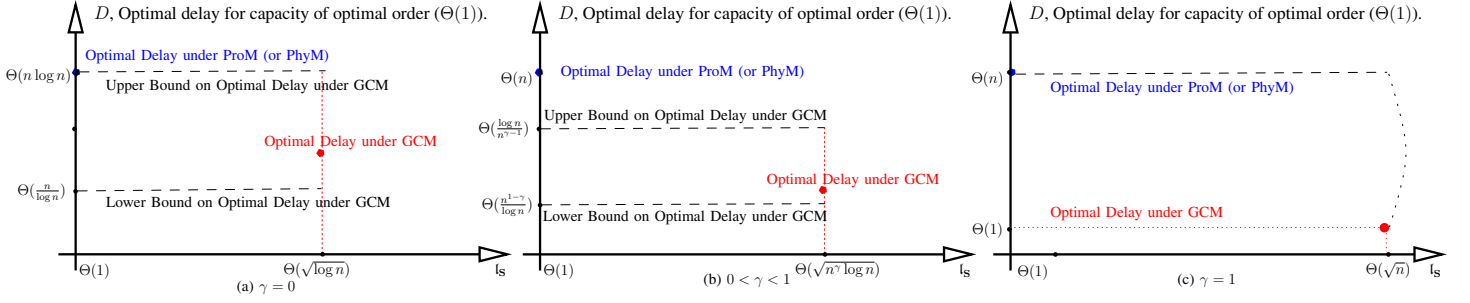 D, Optimal delay for capacity of optimal order (Θ(1)).
Optimal Delay under ProM (or PhyM)
Θ(n log n)
Upper Bound on Optimal Delay under GCM
Optimal Delay under GCM
Θ(n/log n)
Lower Bound on Optimal Delay under GCM
Θ(1)
Θ(√log n)
l_s
(a) γ = 0
D, Optimal delay for capacity of optimal order (Θ(1)).
Θ(n)
Optimal Delay under ProM (or PhyM)
Upper Bound on Optimal Delay under GCM
Θ(log n/n^{γ−1})
Optimal Delay under GCM
Θ(n^{1−γ}/log n)
Lower Bound on Optimal Delay under GCM
Θ(1)
Θ(√(n^γ log n))
l_s
(b) 0 < γ < 1
D, Optimal delay for capacity of optimal order (Θ(1)).
Θ(n)
Optimal Delay under ProM (or PhyM)
Optimal Delay under GCM
Θ(1)
Θ(1)
Θ(√n)
l_s
(c) γ = 1